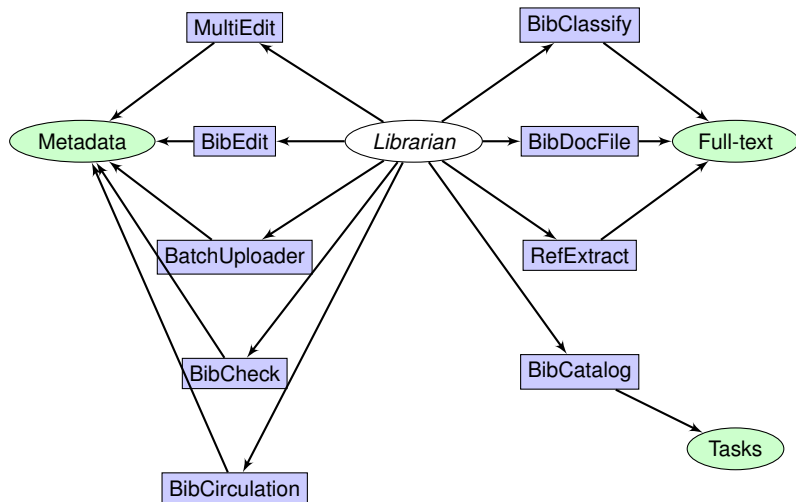 MultiEdit
BibClassify
Metadata
BibEdit
Librarian
BibDocFile
Full-text
BatchUploader
RefExtract
BibCheck
BibCatalog
Tasks
BibCirculation